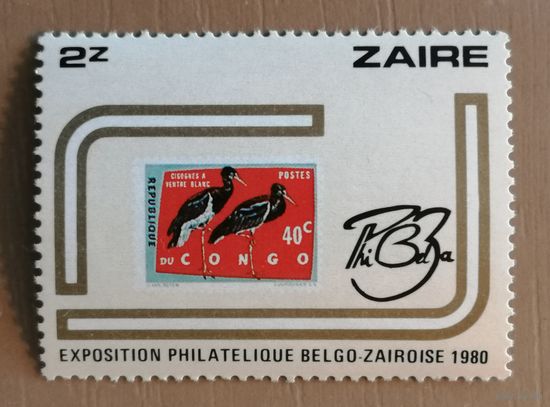 2Z
ZAIRE
CIGOGNES A
VENTRE BLANC
POSTES
REPUBLIQUE
40C
DU CONGO
PhiBelZa
EXPOSITION PHILATELIQUE BELGO-ZAIROISE 1980